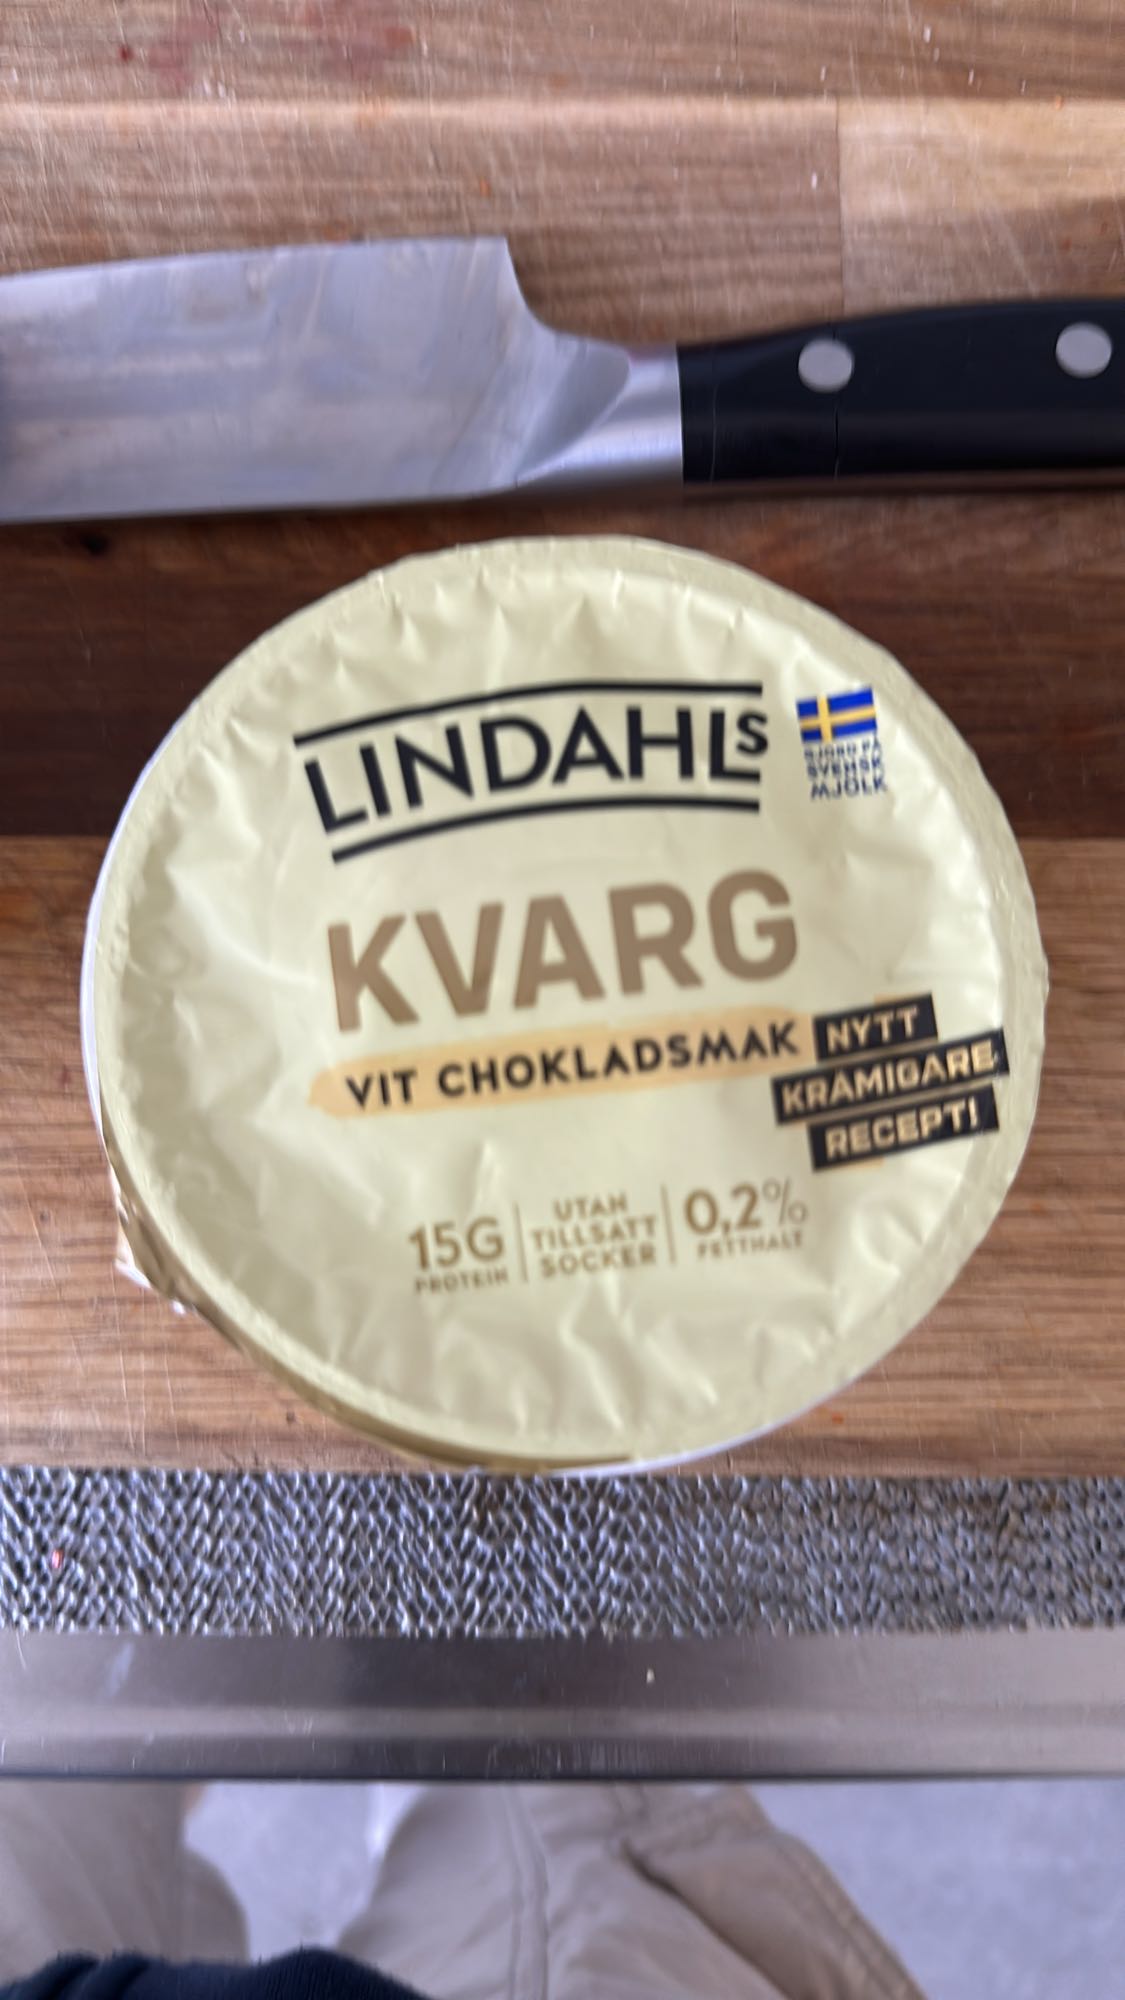 LINDAHLS
GJORD PÅ
SVENSK
MJÖLK
KVARG
VIT CHOKLADSMAK
NYTT
KRÄMIGARE
RECEPT!
15G
PROTEIN
UTAN
TILLSATT
SOCKER
0,2%
FETTHALT